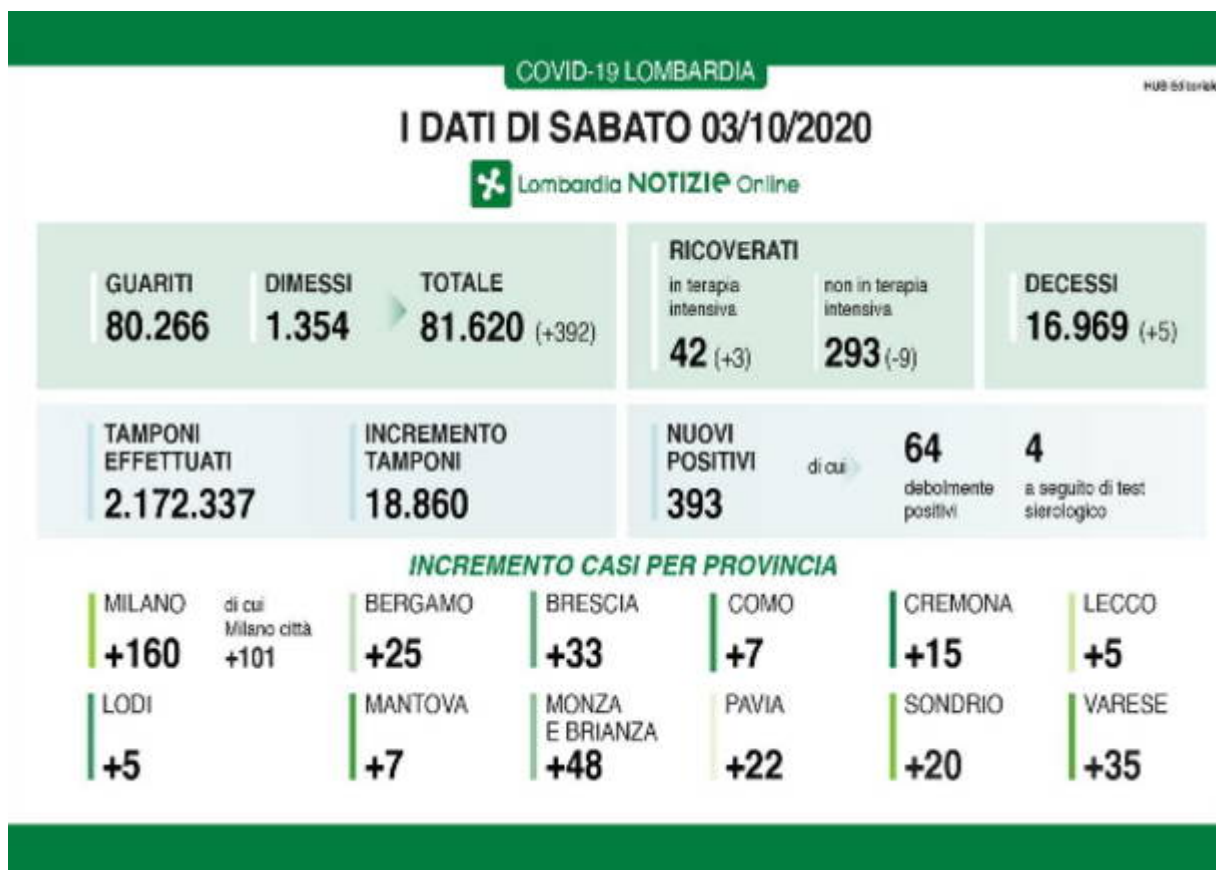 COVID-19 LOMBARDIA
HUB Editoriale
I DATI DI SABATO 03/10/2020
Lombardia NOTIZIE Online
GUARITI
80.266
DIMESSI
1.354
TOTALE
81.620 (+392)
RICOVERATI
in terapia
intensiva
42 (+3)
non in terapia
intensiva
293 (-9)
DECESSI
16.969 (+5)
TAMPONI
EFFETTUATI
2.172.337
INCREMENTO
TAMPONI
18.860
NUOVI
POSITIVI
393
di cui
64
debolmente
positivi
4
a seguito di test
sierologico
INCREMENTO CASI PER PROVINCIA
MILANO
+160
di cui
Milano città
+101
BERGAMO
+25
BRESCIA
+33
COMO
+7
CREMONA
+15
LECCO
+5
LODI
+5
MANTOVA
+7
MONZA
E BRIANZA
+48
PAVIA
+22
SONDRIO
+20
VARESE
+35